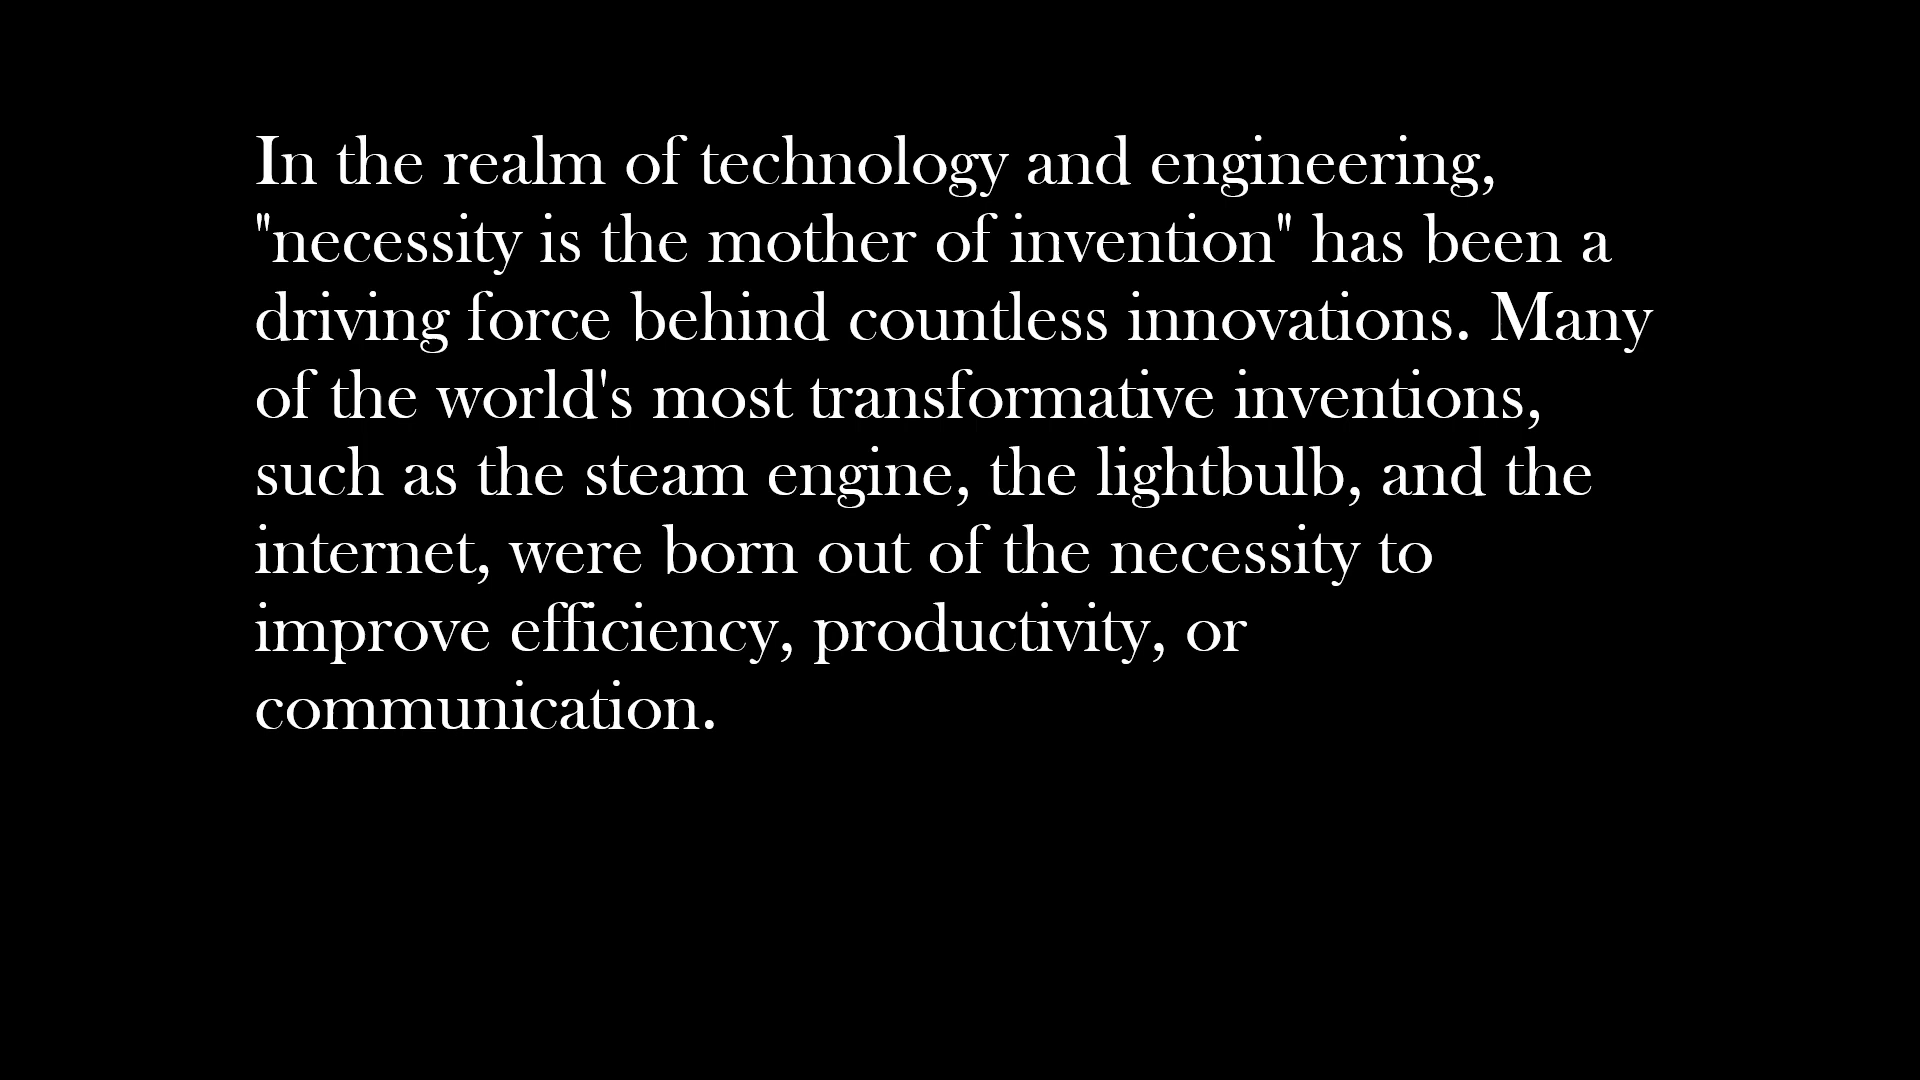 In the realm of technology and engineering,
"necessity is the mother of invention" has been a
driving force behind countless innovations. Many
of the world's most transformative inventions,
such as the steam engine, the lightbulb, and the
internet, were born out of the necessity to
improve efficiency, productivity, or
communication.